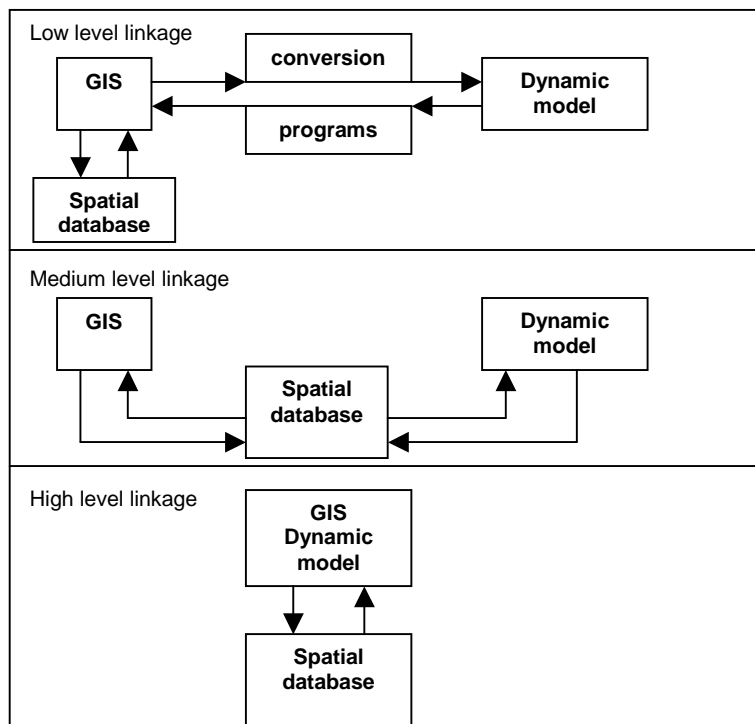 Low level linkage
conversion
GIS
Dynamic
model
programs
Spatial
database
Medium level linkage
GIS
Dynamic
model
Spatial
database
High level linkage
GIS
Dynamic
model
Spatial
database